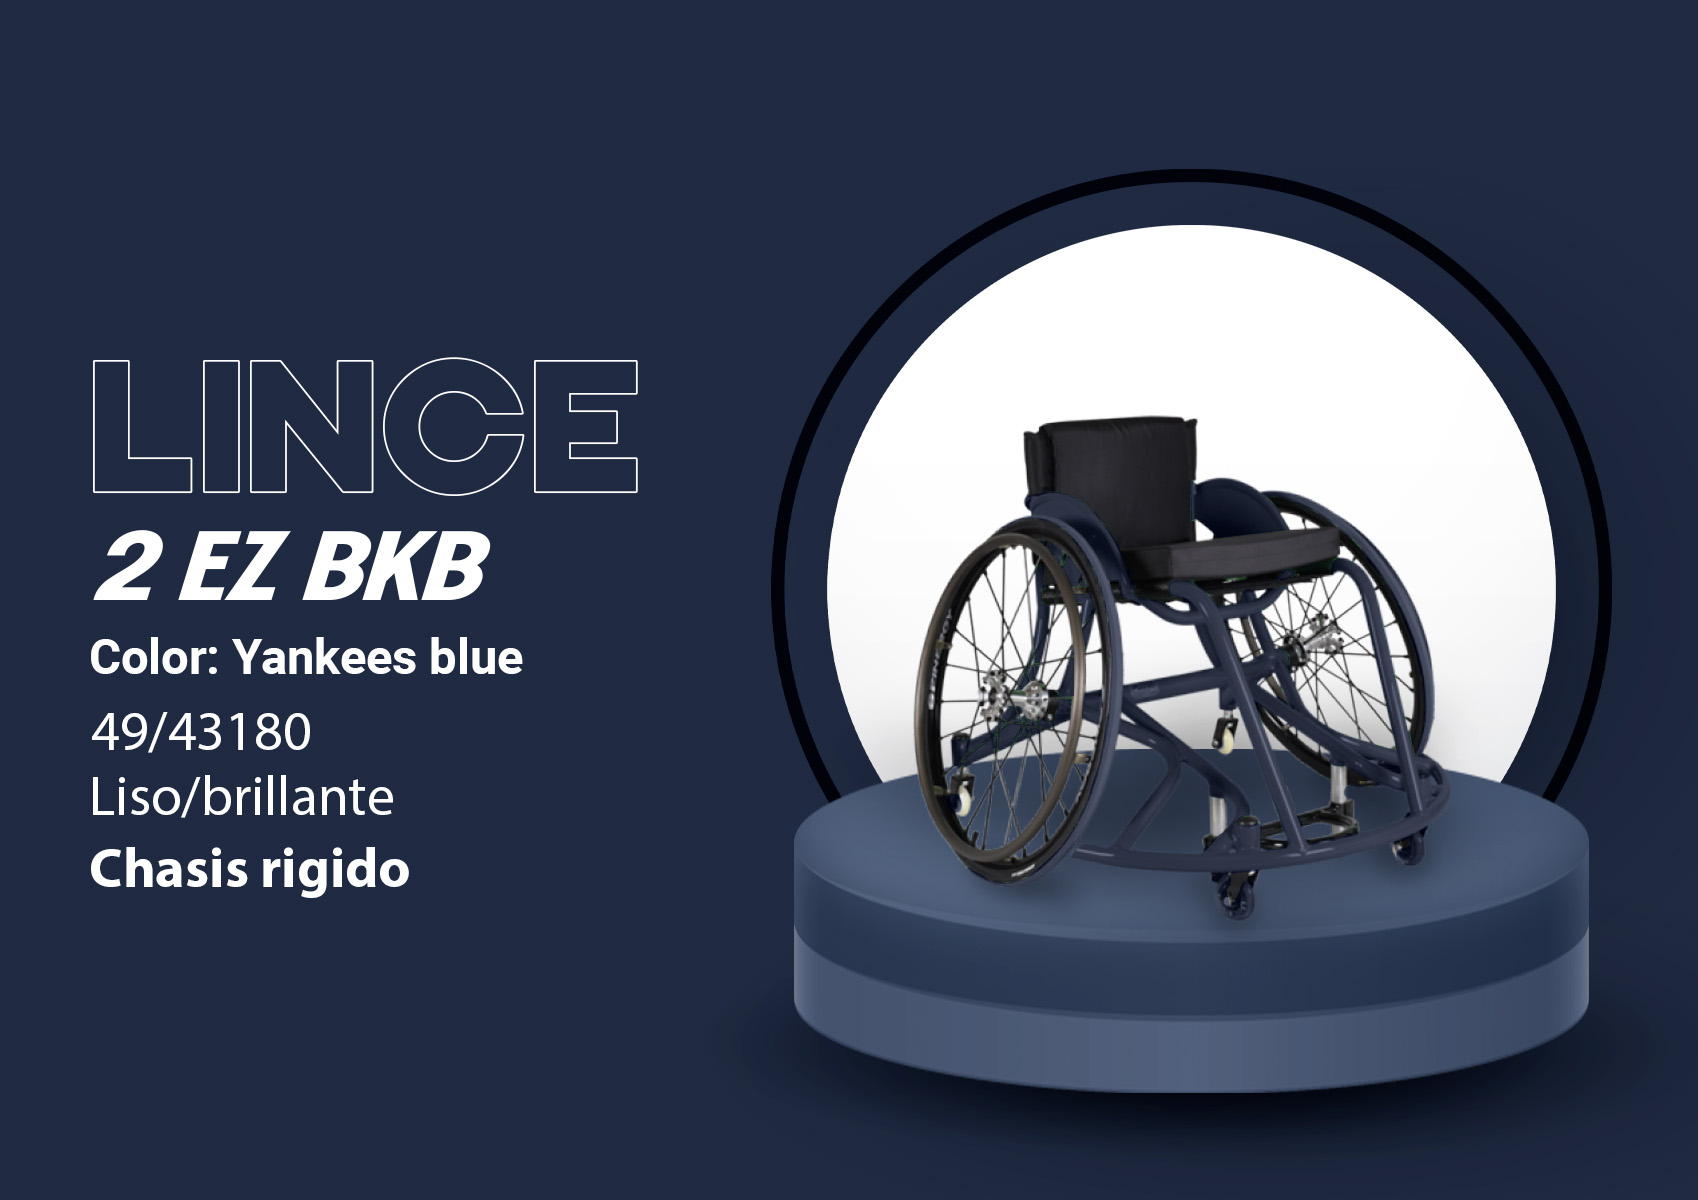 LINCE
2 EZ BKB
Color: Yankees blue
49/43180
Liso/brillante
Chasis rigido